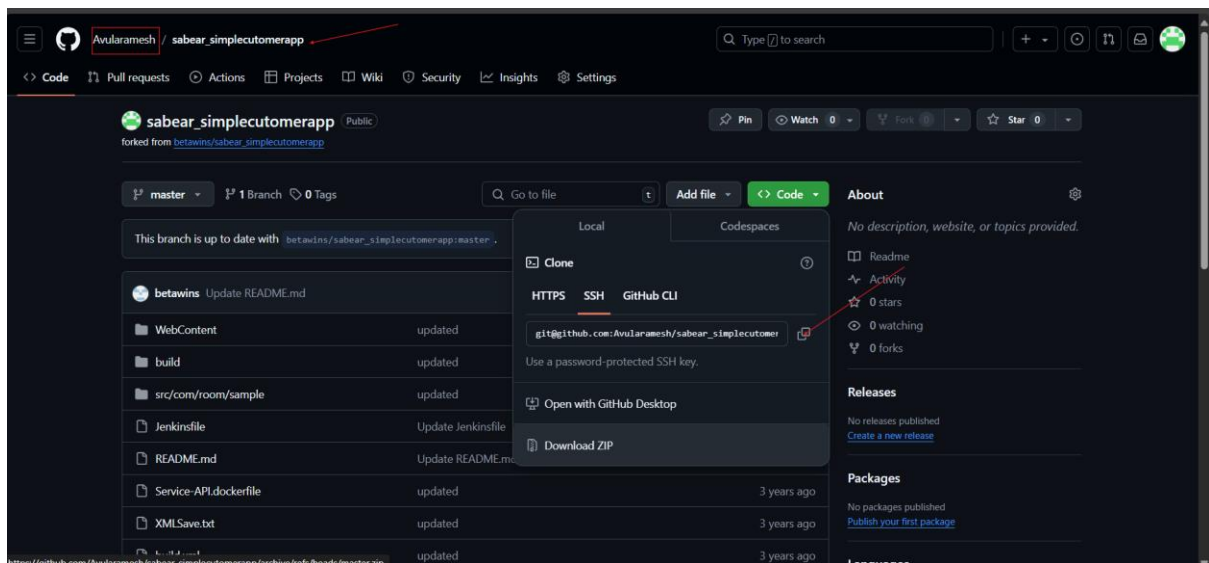 Avularamesh / sabear_simplecutomerapp
Type / to search
Code Pull requests Actions Projects Wiki Security Insights Settings
sabear_simplecutomerapp Public
Pin Watch 0 Fork 0 Star 0
forked from betawins/sabear_simplecutomerapp
master 1 Branch 0 Tags
Go to file t Add file Code
About
This branch is up to date with betawins/sabear_simplecutomerapp:master .
Local Codespaces
No description, website, or topics provided.
Clone
Readme
Activity
betawins Update README.md
HTTPS SSH GitHub CLI
0 stars
WebContent updated
git@github.com:Avularamesh/sabear_simplecutomer
0 watching
build updated
Use a password-protected SSH key.
0 forks
src/com/room/sample updated
Open with GitHub Desktop
Releases
Jenkinsfile Update Jenkinsfile
No releases published
Download ZIP
Create a new release
README.md Update README.md
Packages
Service-API.dockerfile updated 3 years ago
No packages published
XMLSave.txt updated 3 years ago
Publish your first package
updated 3 years ago